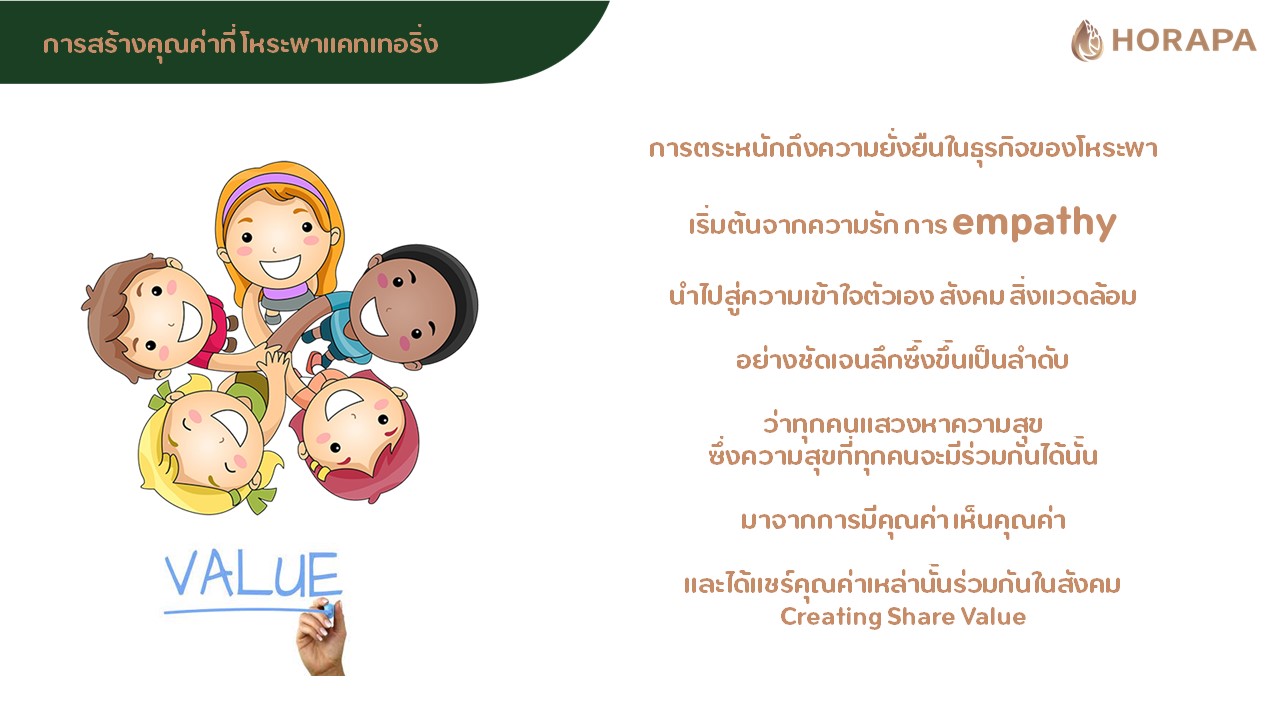 การสร้างคุณค่าที่ โหระพาแคทเทอริ่ง
HORAPA
การตระหนักถึงความยั่งยืนในธุรกิจของโหระพา
เริ่มต้นจากความรัก การ empathy
นำไปสู่ความเข้าใจตัวเอง สังคม สิ่งแวดล้อม
อย่างชัดเจนลึกซึ้งขึ้นเป็นลำดับ
ว่าทุกคนแสวงหาความสุข
ซึ่งความสุขที่ทุกคนจะมีร่วมกันได้นั้น
มาจากการมีคุณค่า เห็นคุณค่า
และได้แชร์คุณค่าเหล่านั้นร่วมกันในสังคม
Creating Share Value
VALUE